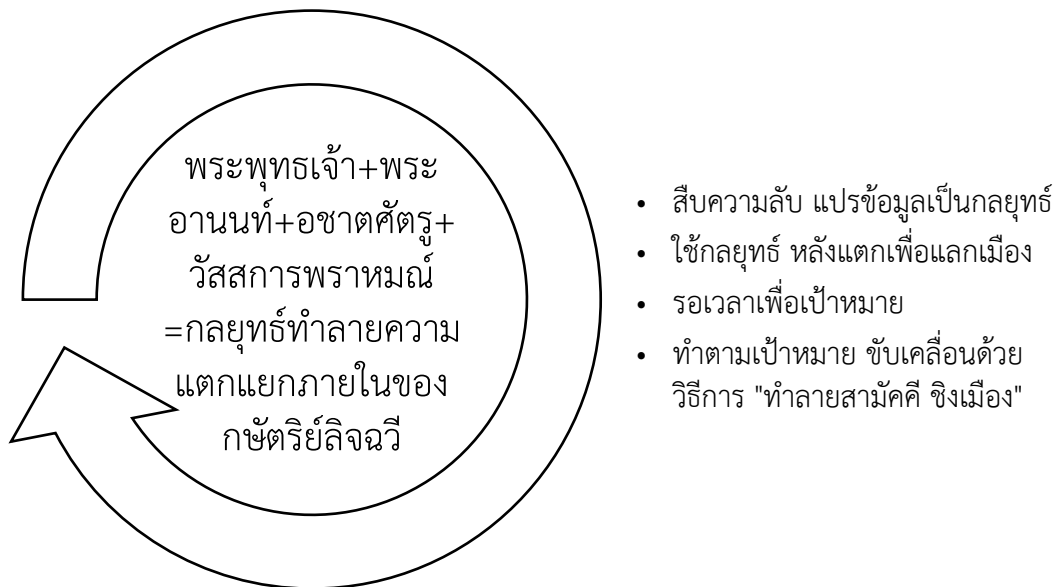 พระพุทธเจ้า+พระ
อานนท์+อชาตศัตรู+
วัสสการพราหมณ์
=กลยุทธ์ทำลายความ
แตกแยกภายในของ
กษัตริย์ลิจฉวี
• สืบความลับ แปรข้อมูลเป็นกลยุทธ์
• ใช้กลยุทธ์ หลังแตกเพื่อแลกเมือง
• รอเวลาเพื่อเป้าหมาย
• ทำตามเป้าหมาย ขับเคลื่อนด้วย
วิธีการ "ทำลายสามัคคี ชิงเมือง"